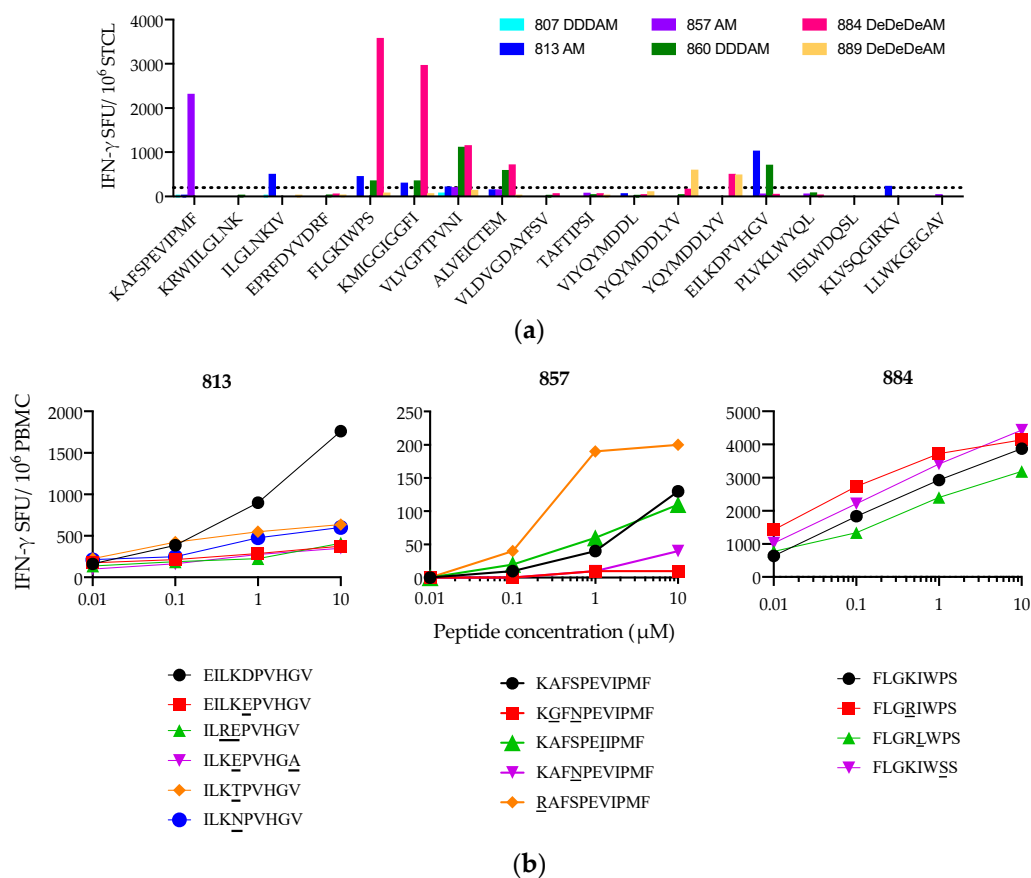 807 DDDAM 857 AM 884 DeDeDeAM
813 AM 860 DDDAM 889 DeDeDeAM
IFN-γ SFU/ 10⁶ STCL
4000
3000
2000
1000
0
KAFSPEVIPMF
KRWIILGLNK
ILGLNKIV
EPRFDYVDRF
FLGKIWPS
KMIGGIGGFI
VLVGPTPVNI
ALVEICTEM
VLDVGDAYFSV
TAFTIPSI
VIYQYMDDL
IYQYMDDLYV
YQYMDDLYV
EILKDPVHGV
PLVKLWYQL
IISLWDQSL
KLVSQGIRKV
LLWKGEGAV
(a)
813 857 884
IFN-γ SFU/ 10⁶ PBMC
2000
1500
1000
500
0
0.01 0.1 1 10
250
200
150
100
50
0
0.01 0.1 1 10
5000
4000
3000
2000
1000
0
0.01 0.1 1 10
Peptide concentration (μM)
EILKDPVHGV
EILKEPVHGV
ILREPVHGV
ILKEPVHGA
ILKTPVHGV
ILKNPVHGV
KAFSPEVIPMF
KGFNPEVIPMF
KAFSPEIIPMF
KAFNPEVIPMF
RAFSPEVIPMF
FLGKIWPS
FLGRIWPS
FLGRLWPS
FLGKIWSS
(b)